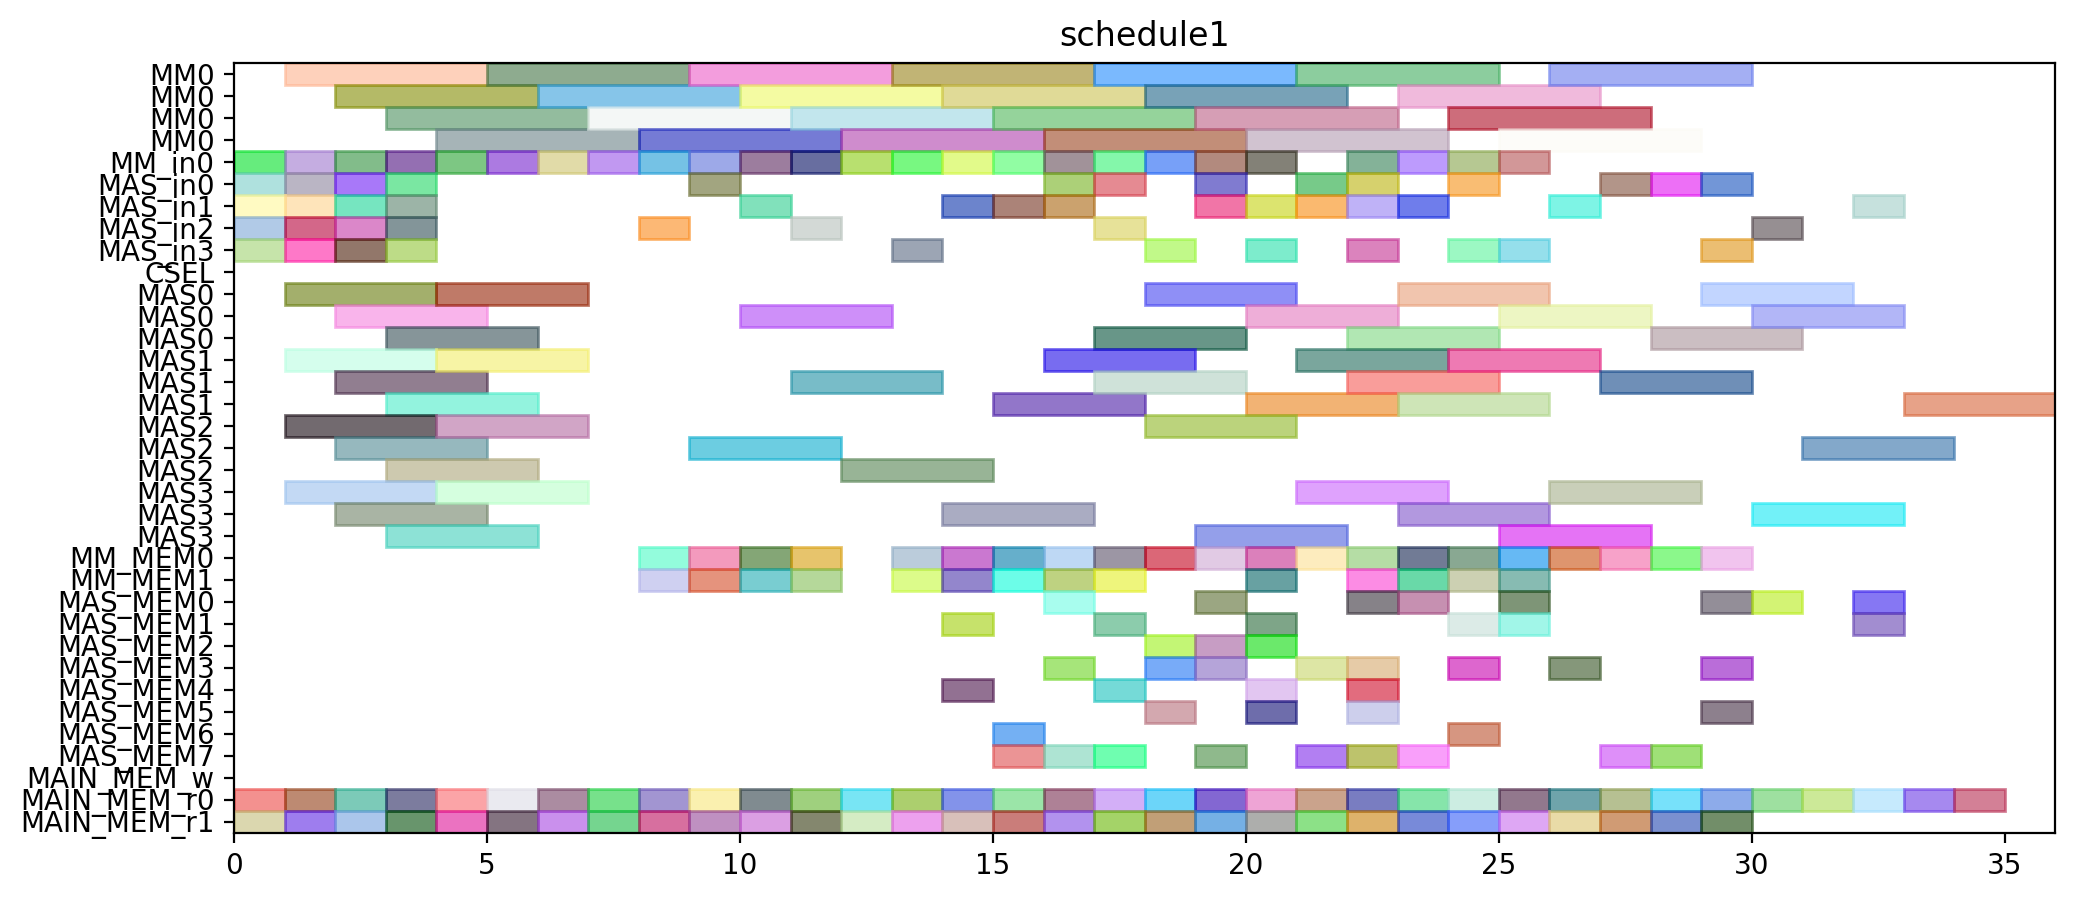 schedule1
MM0
MM0
MM0
MM0
MM_in0
MAS_in0
MAS_in1
MAS_in2
MAS_in3
CSEL
MAS0
MAS0
MAS0
MAS1
MAS1
MAS1
MAS2
MAS2
MAS2
MAS3
MAS3
MAS3
MM_MEM0
MM_MEM1
MAS_MEM0
MAS_MEM1
MAS_MEM2
MAS_MEM3
MAS_MEM4
MAS_MEM5
MAS_MEM6
MAS_MEM7
MAIN_MEM_w
MAIN_MEM_r0
MAIN_MEM_r1
0 5 10 15 20 25 30 35